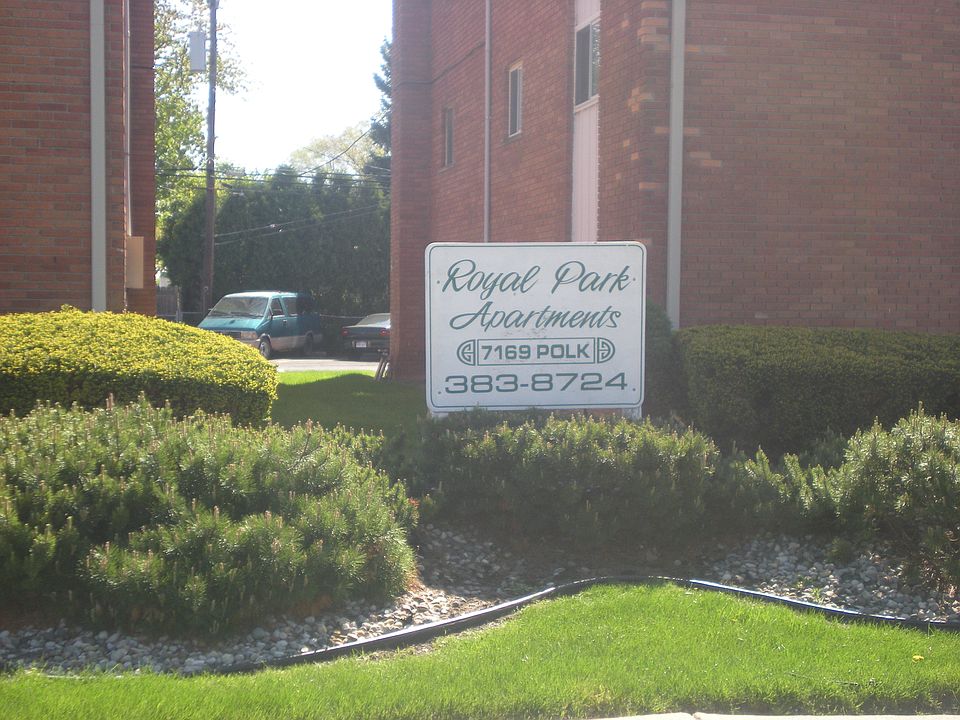 Royal Park
Apartments
7169 POLK
383-8724